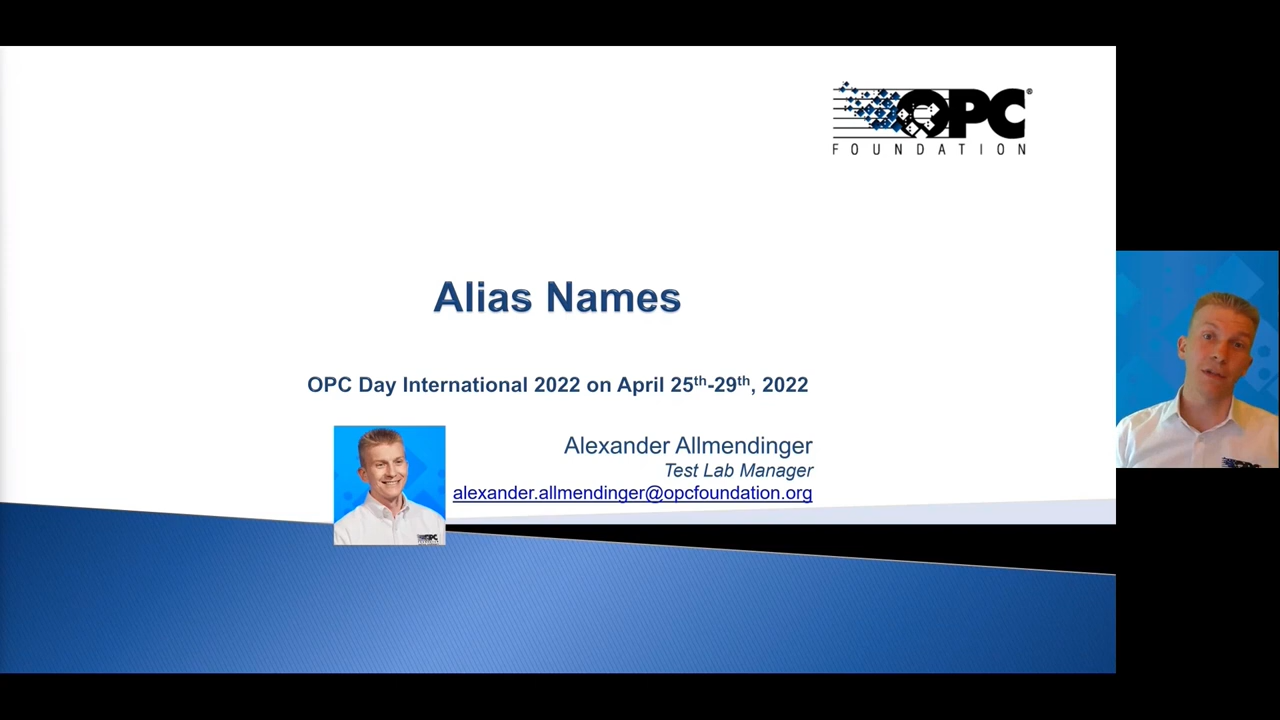 OPC®
FOUNDATION
Alias Names
OPC Day International 2022 on April 25th-29th, 2022
Alexander Allmendinger
Test Lab Manager
alexander.allmendinger@opcfoundation.org
OPC